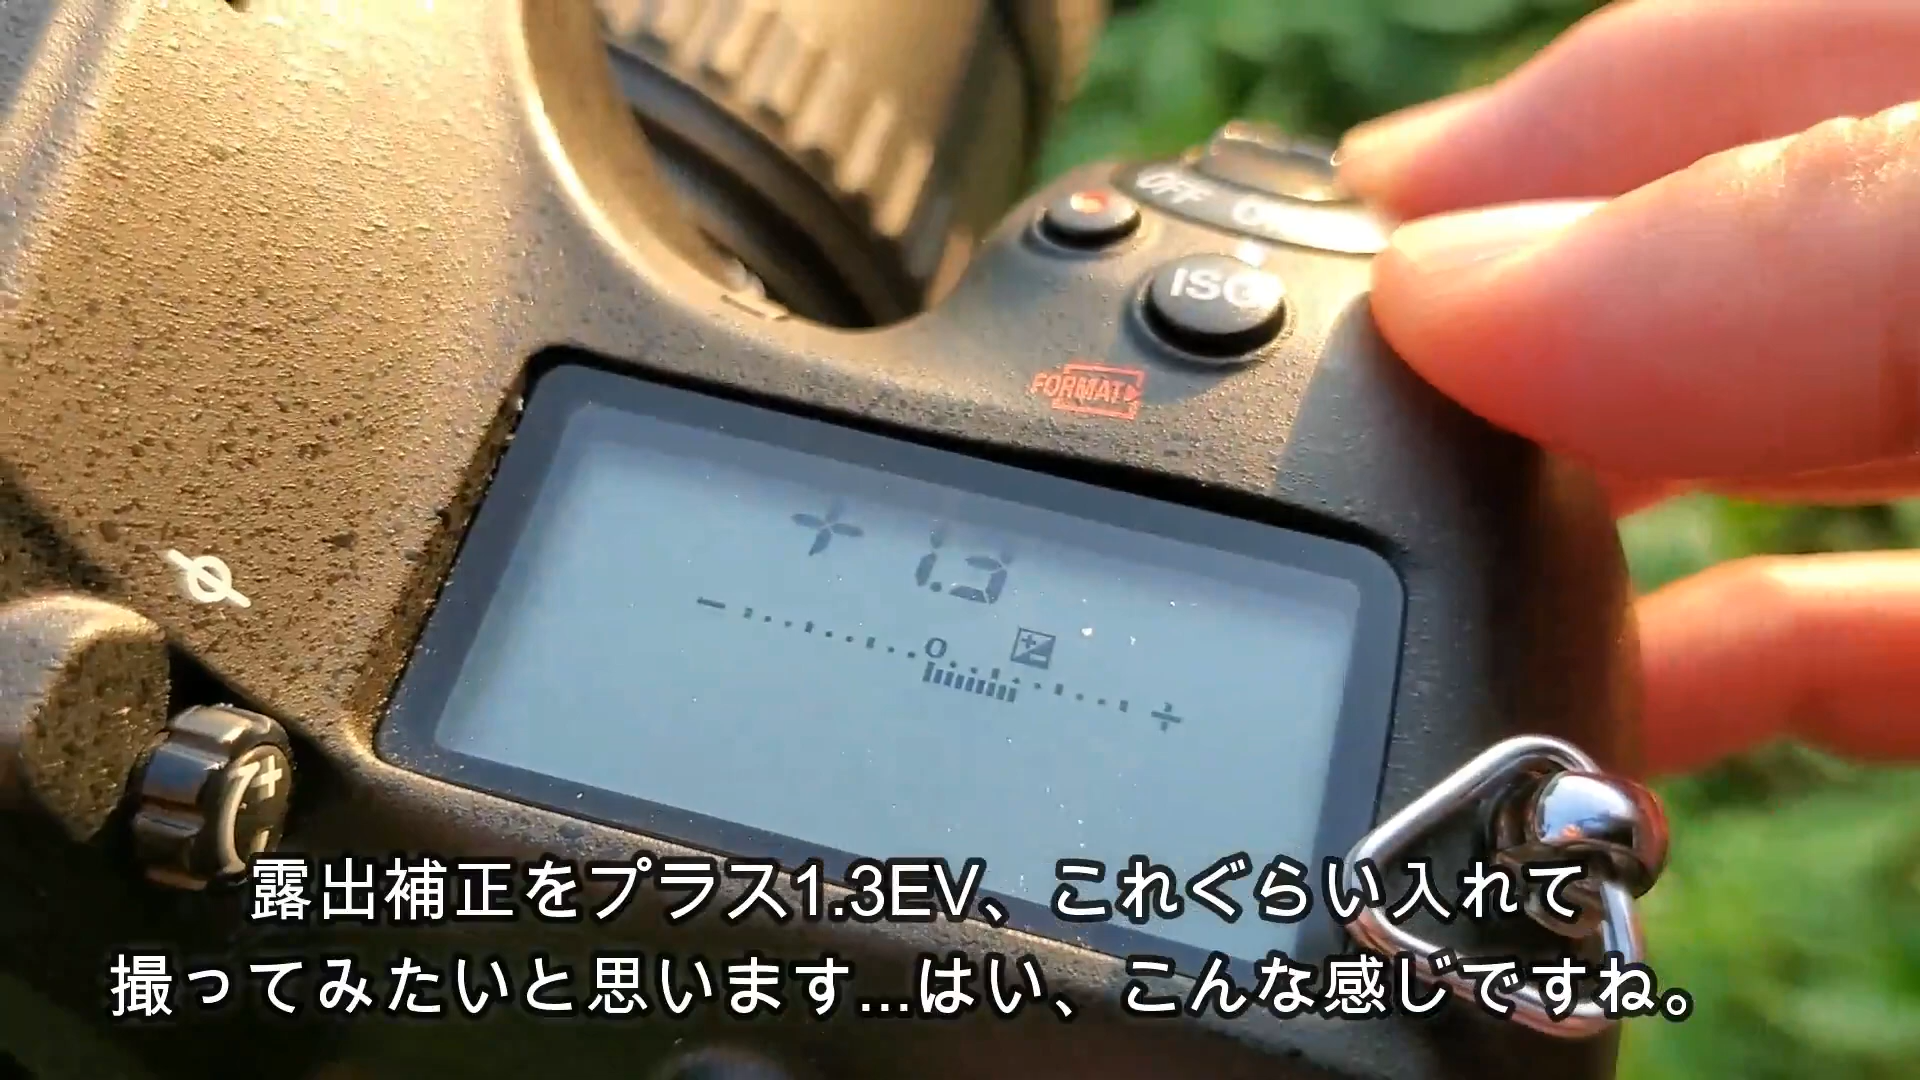 OFF
ISO
FORMAT
+1.3
- 0 +
露出補正をプラス1.3EV、これぐらい入れて
撮ってみたいと思います...はい、こんな感じですね。